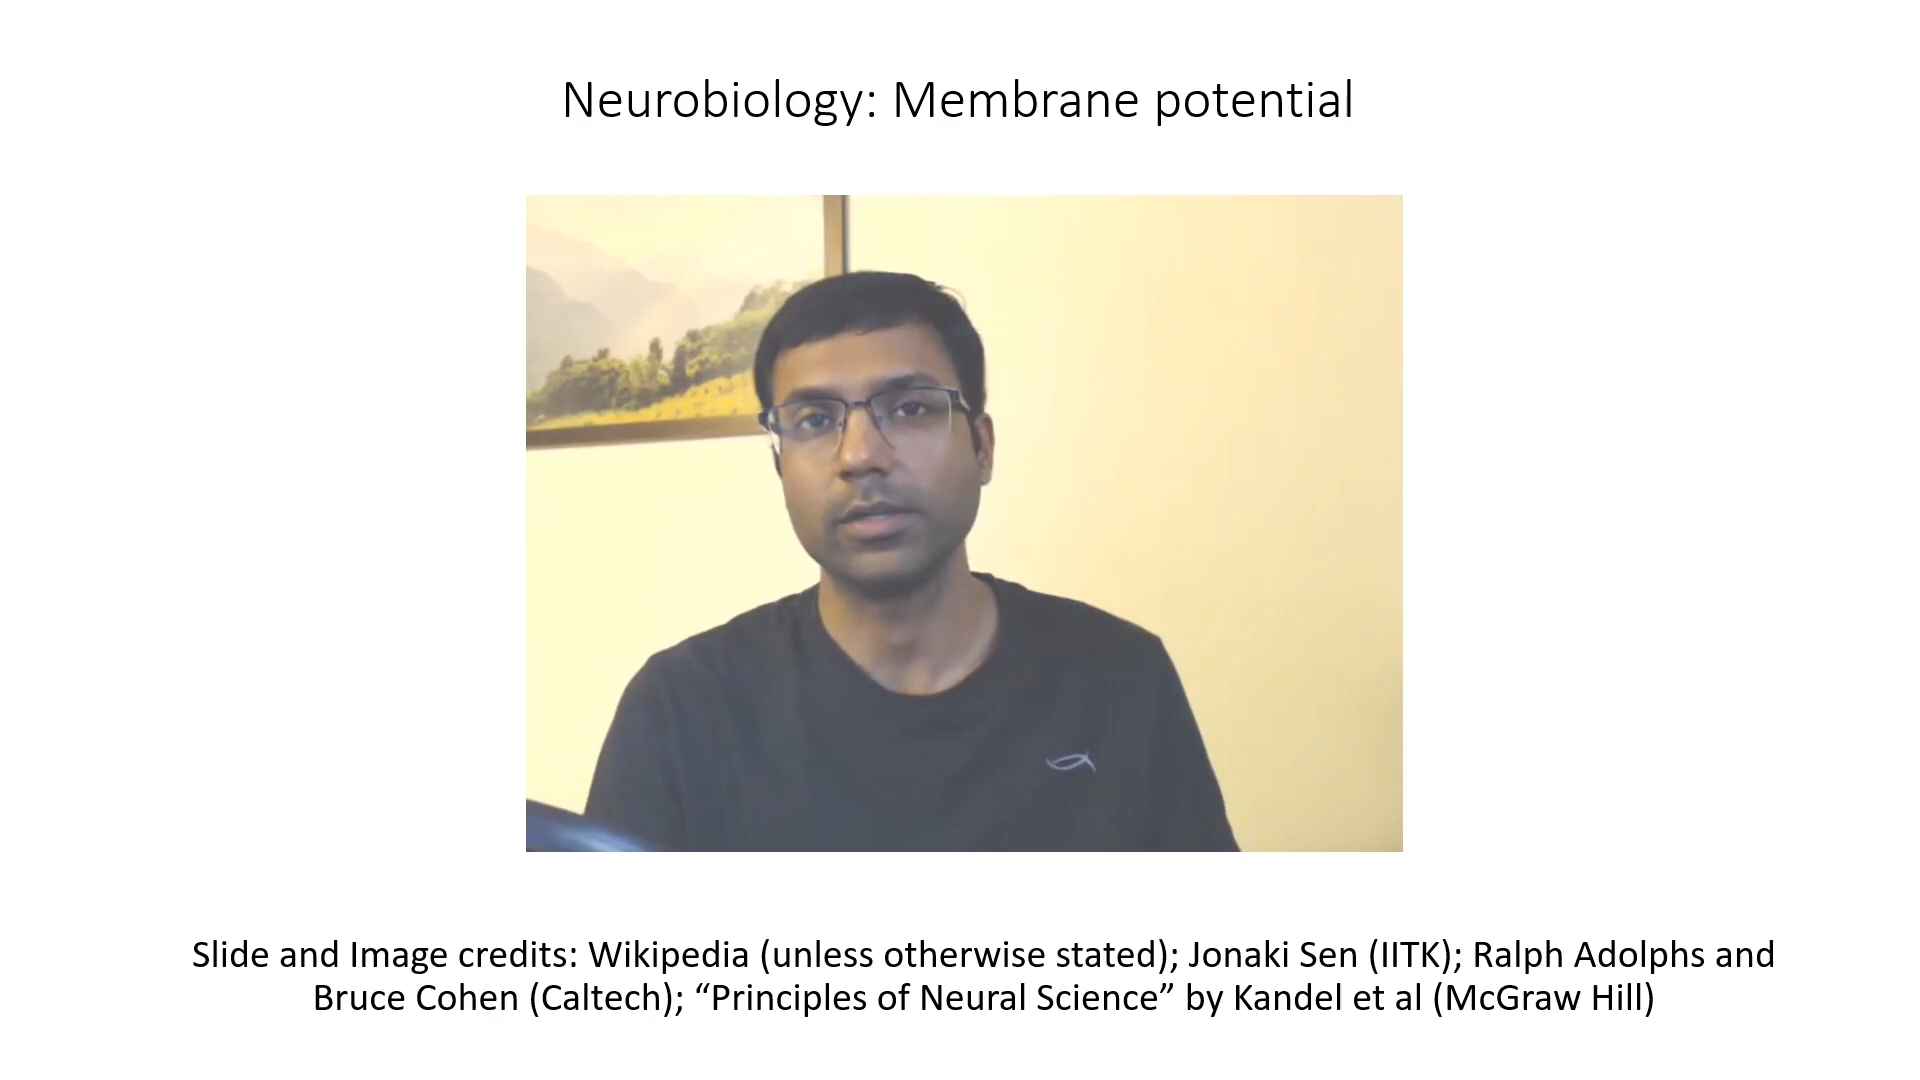 Neurobiology: Membrane potential
Slide and Image credits: Wikipedia (unless otherwise stated); Jonaki Sen (IITK); Ralph Adolphs and
Bruce Cohen (Caltech); “Principles of Neural Science” by Kandel et al (McGraw Hill)